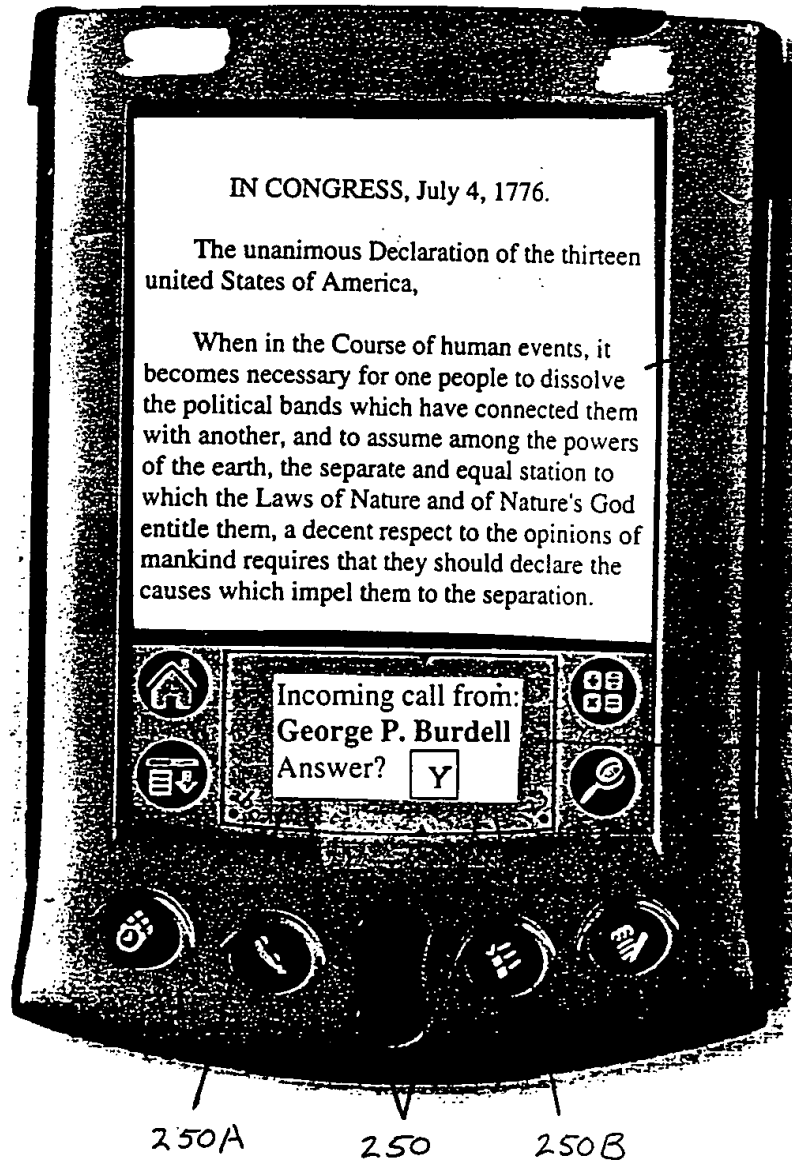 IN CONGRESS, July 4, 1776.
The unanimous Declaration of the thirteen
united States of America,
When in the Course of human events, it
becomes necessary for one people to dissolve
the political bands which have connected them
with another, and to assume among the powers
of the earth, the separate and equal station to
which the Laws of Nature and of Nature's God
entitle them, a decent respect to the opinions of
mankind requires that they should declare the
causes which impel them to the separation.
Incoming call from:
George P. Burdell
Answer? Y
250A 250 250B